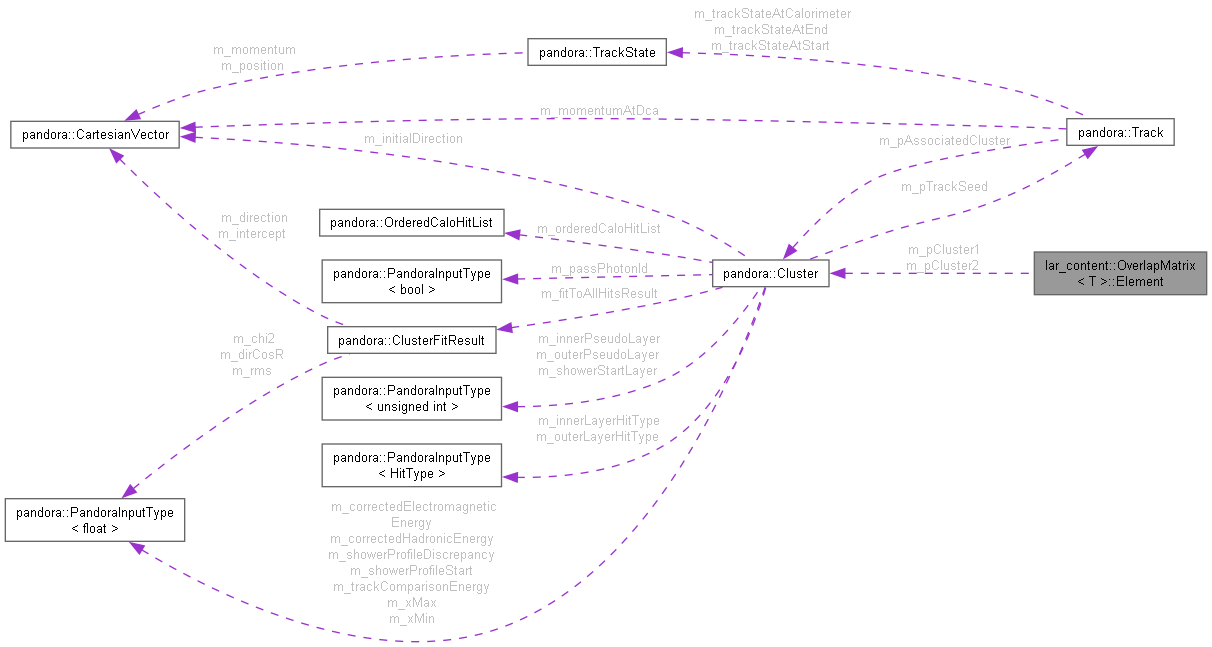 m_trackStateAtCalorimeter
m_trackStateAtEnd
m_trackStateAtStart
m_momentum
m_position
pandora::TrackState
m_momentumAtDca
pandora::CartesianVector
pandora::Track
m_initialDirection
m_pAssociatedCluster
m_pTrackSeed
m_direction
m_intercept
pandora::OrderedCaloHitList
m_orderedCaloHitList
m_pCluster1
m_pCluster2
lar_content::OverlapMatrix
< T >::Element
pandora::PandoraInputType
< bool >
m_passPhotonId
pandora::Cluster
m_fitToAllHitsResult
pandora::ClusterFitResult
m_chi2
m_dirCosR
m_rms
m_innerPseudoLayer
m_outerPseudoLayer
m_showerStartLayer
pandora::PandoraInputType
< unsigned int >
m_innerLayerHitType
m_outerLayerHitType
pandora::PandoraInputType
< HitType >
pandora::PandoraInputType
< float >
m_correctedElectromagnetic
Energy
m_correctedHadronicEnergy
m_showerProfileDiscrepancy
m_showerProfileStart
m_trackComparisonEnergy
m_xMax
m_xMin